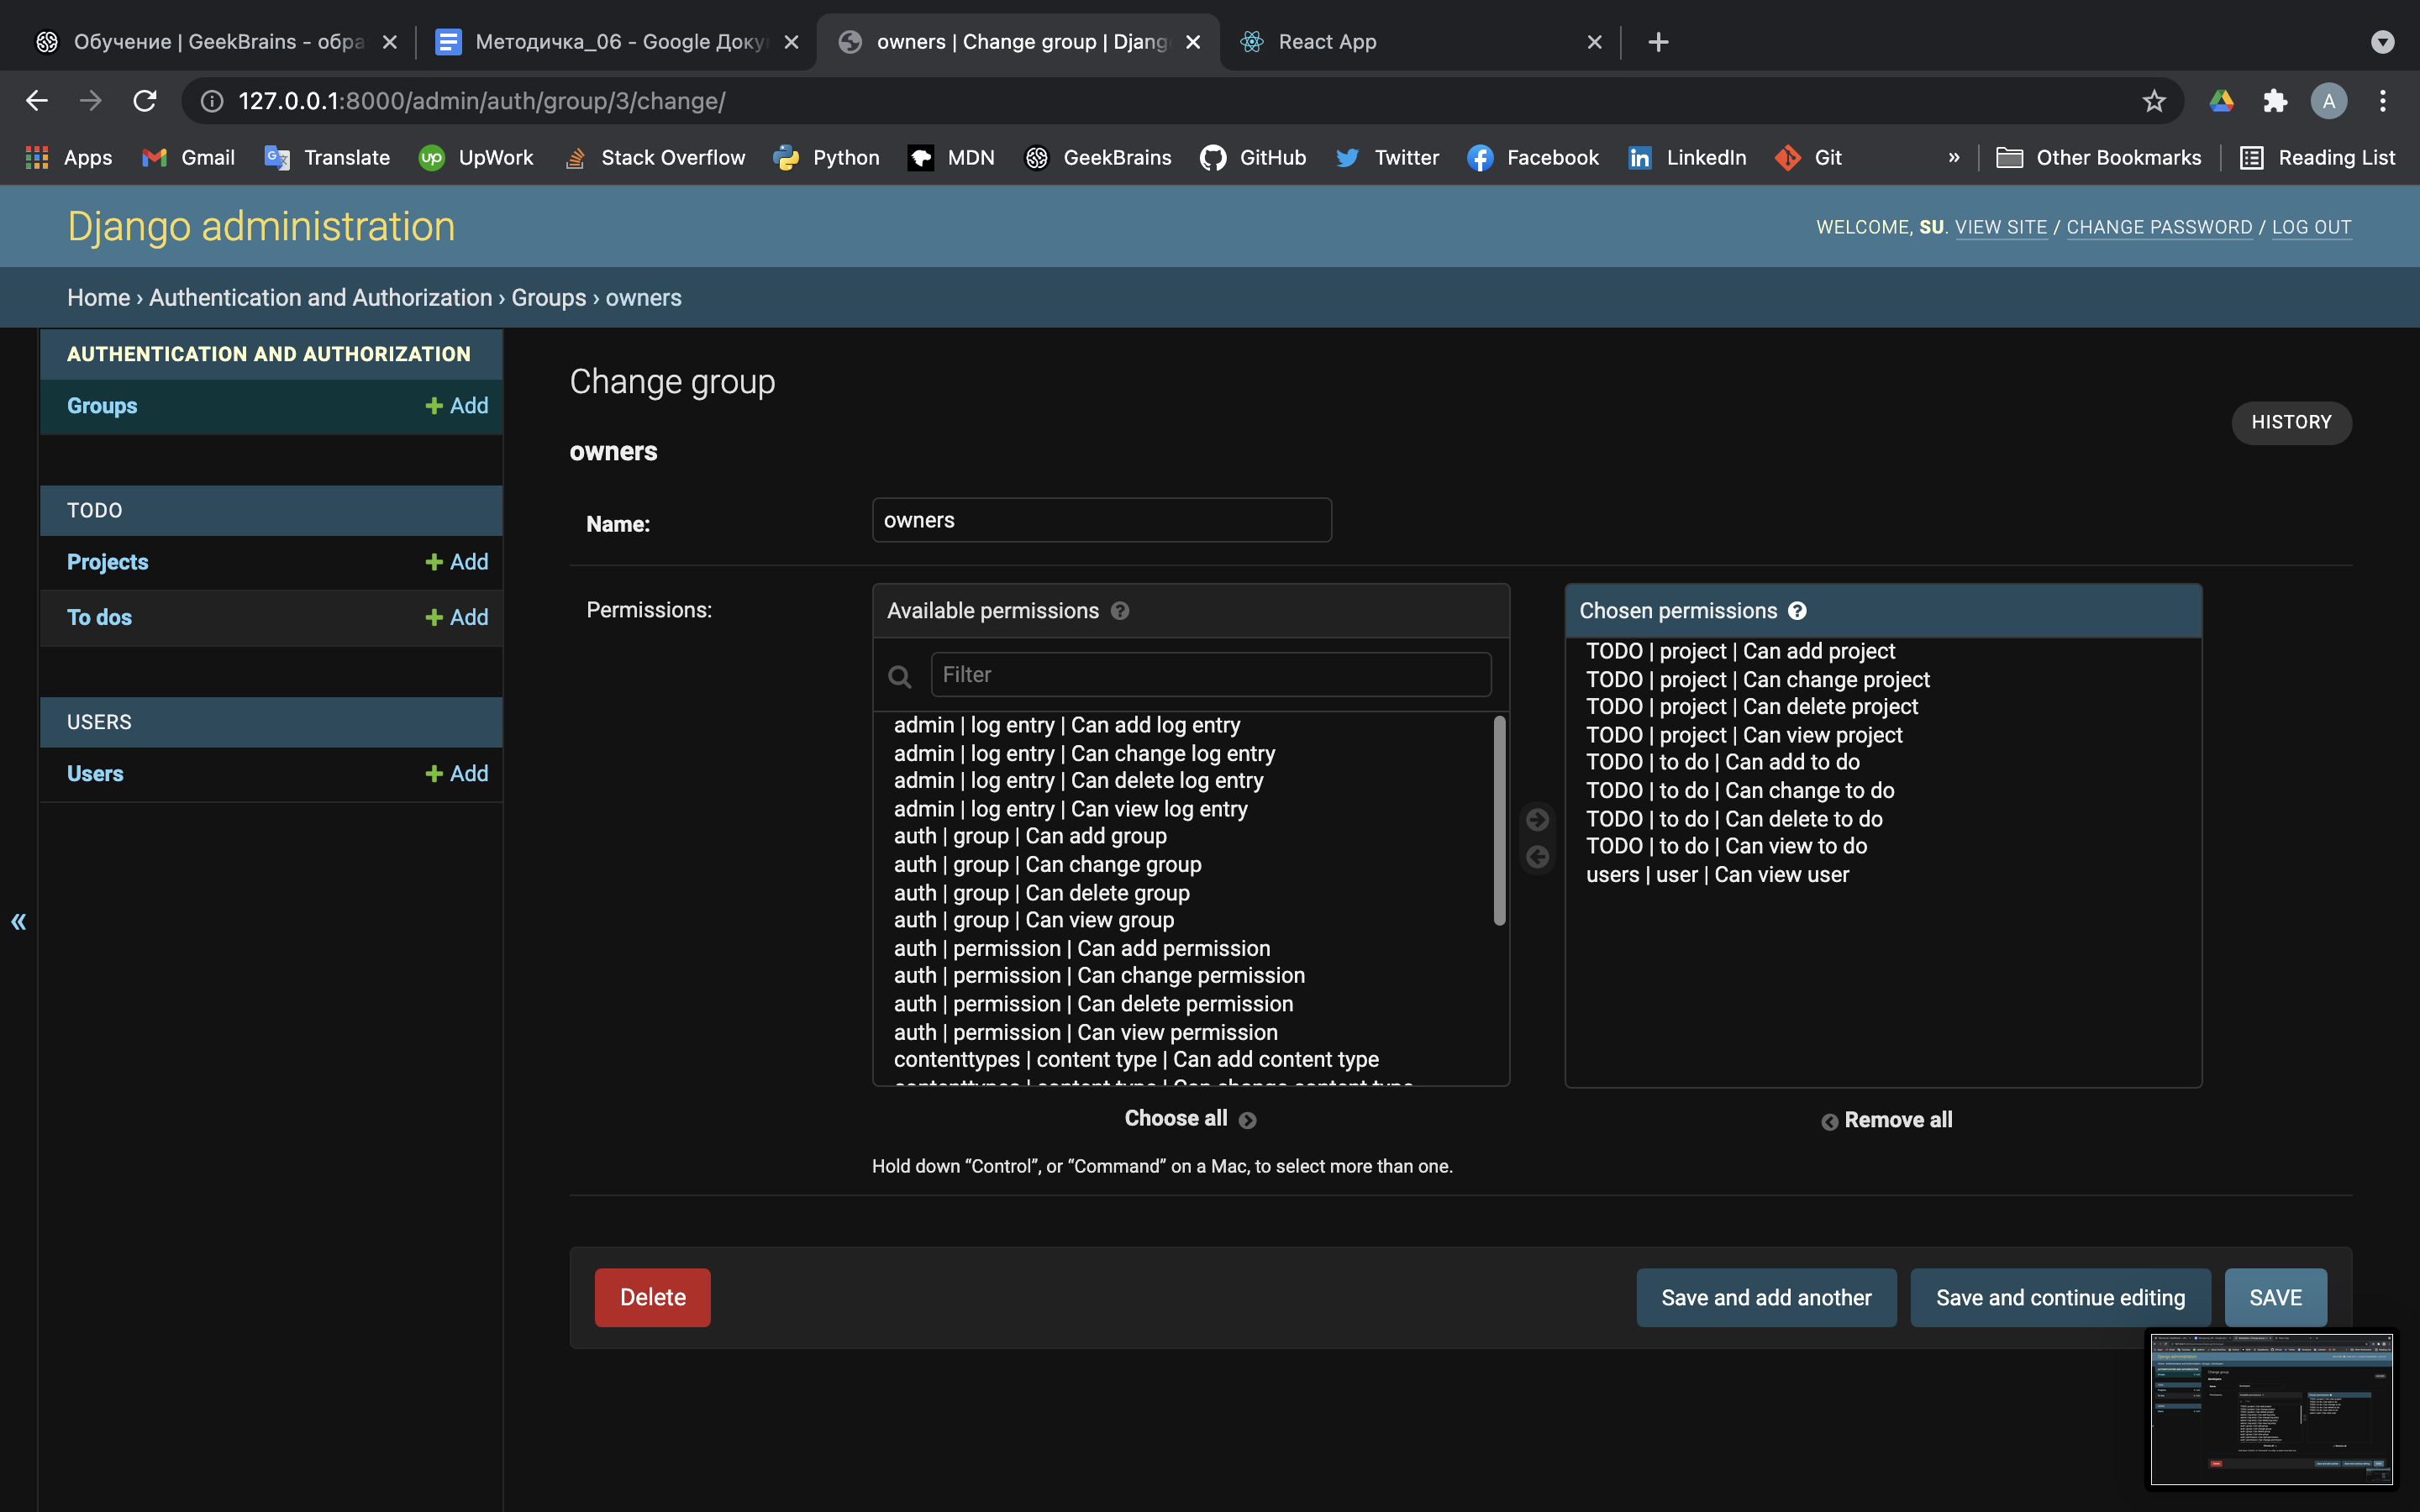 Обучение | GeekBrains - обра
Методичка_06 - Google Доку
owners | Change group | Djang
React App
127.0.0.1:8000/admin/auth/group/3/change/
A
Apps
Gmail
Translate
UpWork
Stack Overflow
Python
MDN
GeekBrains
GitHub
Twitter
Facebook
LinkedIn
Git
»
Other Bookmarks
Reading List
Django administration
WELCOME, SU. VIEW SITE / CHANGE PASSWORD / LOG OUT
Home › Authentication and Authorization › Groups › owners
AUTHENTICATION AND AUTHORIZATION
Groups
Add
TODO
Projects
Add
To dos
Add
USERS
Users
Add
«
Change group
HISTORY
owners
Name:
owners
Permissions:
Available permissions ?
Filter
admin | log entry | Can add log entry
admin | log entry | Can change log entry
admin | log entry | Can delete log entry
admin | log entry | Can view log entry
auth | group | Can add group
auth | group | Can change group
auth | group | Can delete group
auth | group | Can view group
auth | permission | Can add permission
auth | permission | Can change permission
auth | permission | Can delete permission
auth | permission | Can view permission
contenttypes | content type | Can add content type
contenttypes | content type | Can change content type
Choose all
Hold down “Control”, or “Command” on a Mac, to select more than one.
Chosen permissions ?
TODO | project | Can add project
TODO | project | Can change project
TODO | project | Can delete project
TODO | project | Can view project
TODO | to do | Can add to do
TODO | to do | Can change to do
TODO | to do | Can delete to do
TODO | to do | Can view to do
users | user | Can view user
Remove all
Delete
Save and add another
Save and continue editing
SAVE